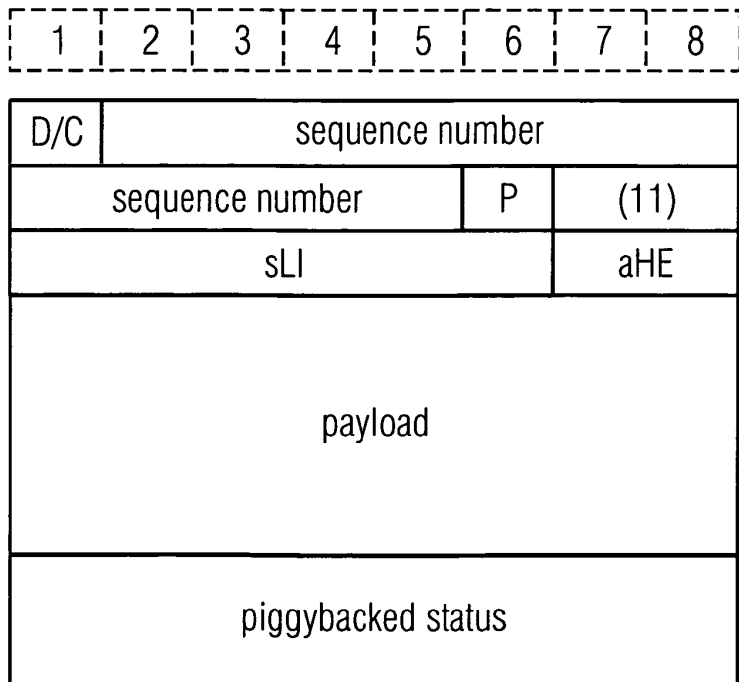 1 2 3 4 5 6 7 8
D/C sequence number
sequence number P (11)
sLI aHE
payload
piggybacked status